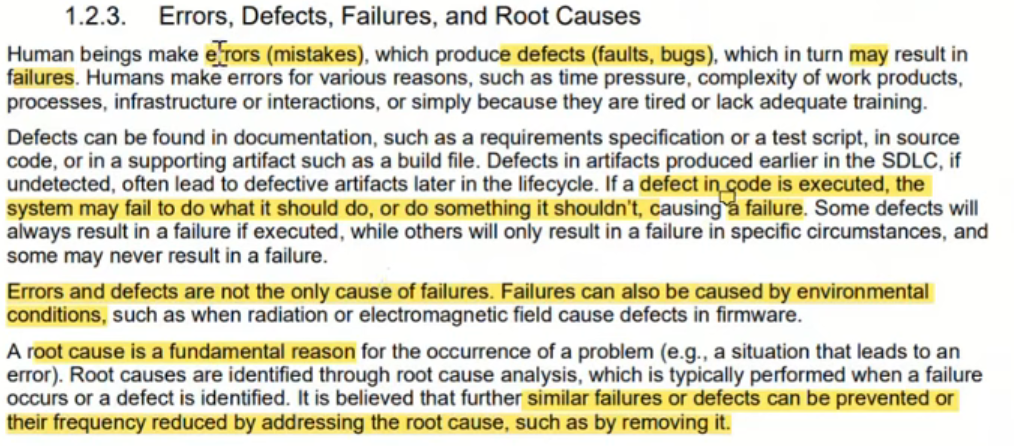 1.2.3. Errors, Defects, Failures, and Root Causes
Human beings make errors (mistakes), which produce defects (faults, bugs), which in turn may result in
failures. Humans make errors for various reasons, such as time pressure, complexity of work products,
processes, infrastructure or interactions, or simply because they are tired or lack adequate training.
Defects can be found in documentation, such as a requirements specification or a test script, in source
code, or in a supporting artifact such as a build file. Defects in artifacts produced earlier in the SDLC, if
undetected, often lead to defective artifacts later in the lifecycle. If a defect in code is executed, the
system may fail to do what it should do, or do something it shouldn't, causing a failure. Some defects will
always result in a failure if executed, while others will only result in a failure in specific circumstances, and
some may never result in a failure.
Errors and defects are not the only cause of failures. Failures can also be caused by environmental
conditions, such as when radiation or electromagnetic field cause defects in firmware.
A root cause is a fundamental reason for the occurrence of a problem (e.g., a situation that leads to an
error). Root causes are identified through root cause analysis, which is typically performed when a failure
occurs or a defect is identified. It is believed that further similar failures or defects can be prevented or
their frequency reduced by addressing the root cause, such as by removing it.